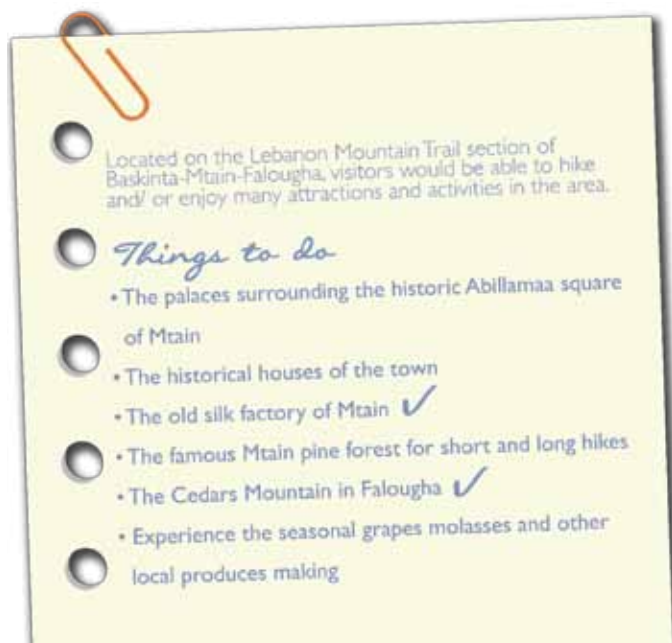 Located on the Lebanon Mountain Trail section of
Baskinta-Mtain-Falougha, visitors would be able to hike
and/ or enjoy many attractions and activities in the area.
Things to do
• The palaces surrounding the historic Abillamaa square
of Mtain
• The historical houses of the town
• The old silk factory of Mtain ✓
• The famous Mtain pine forest for short and long hikes
• The Cedars Mountain in Falougha ✓
• Experience the seasonal grapes molasses and other
local produces making